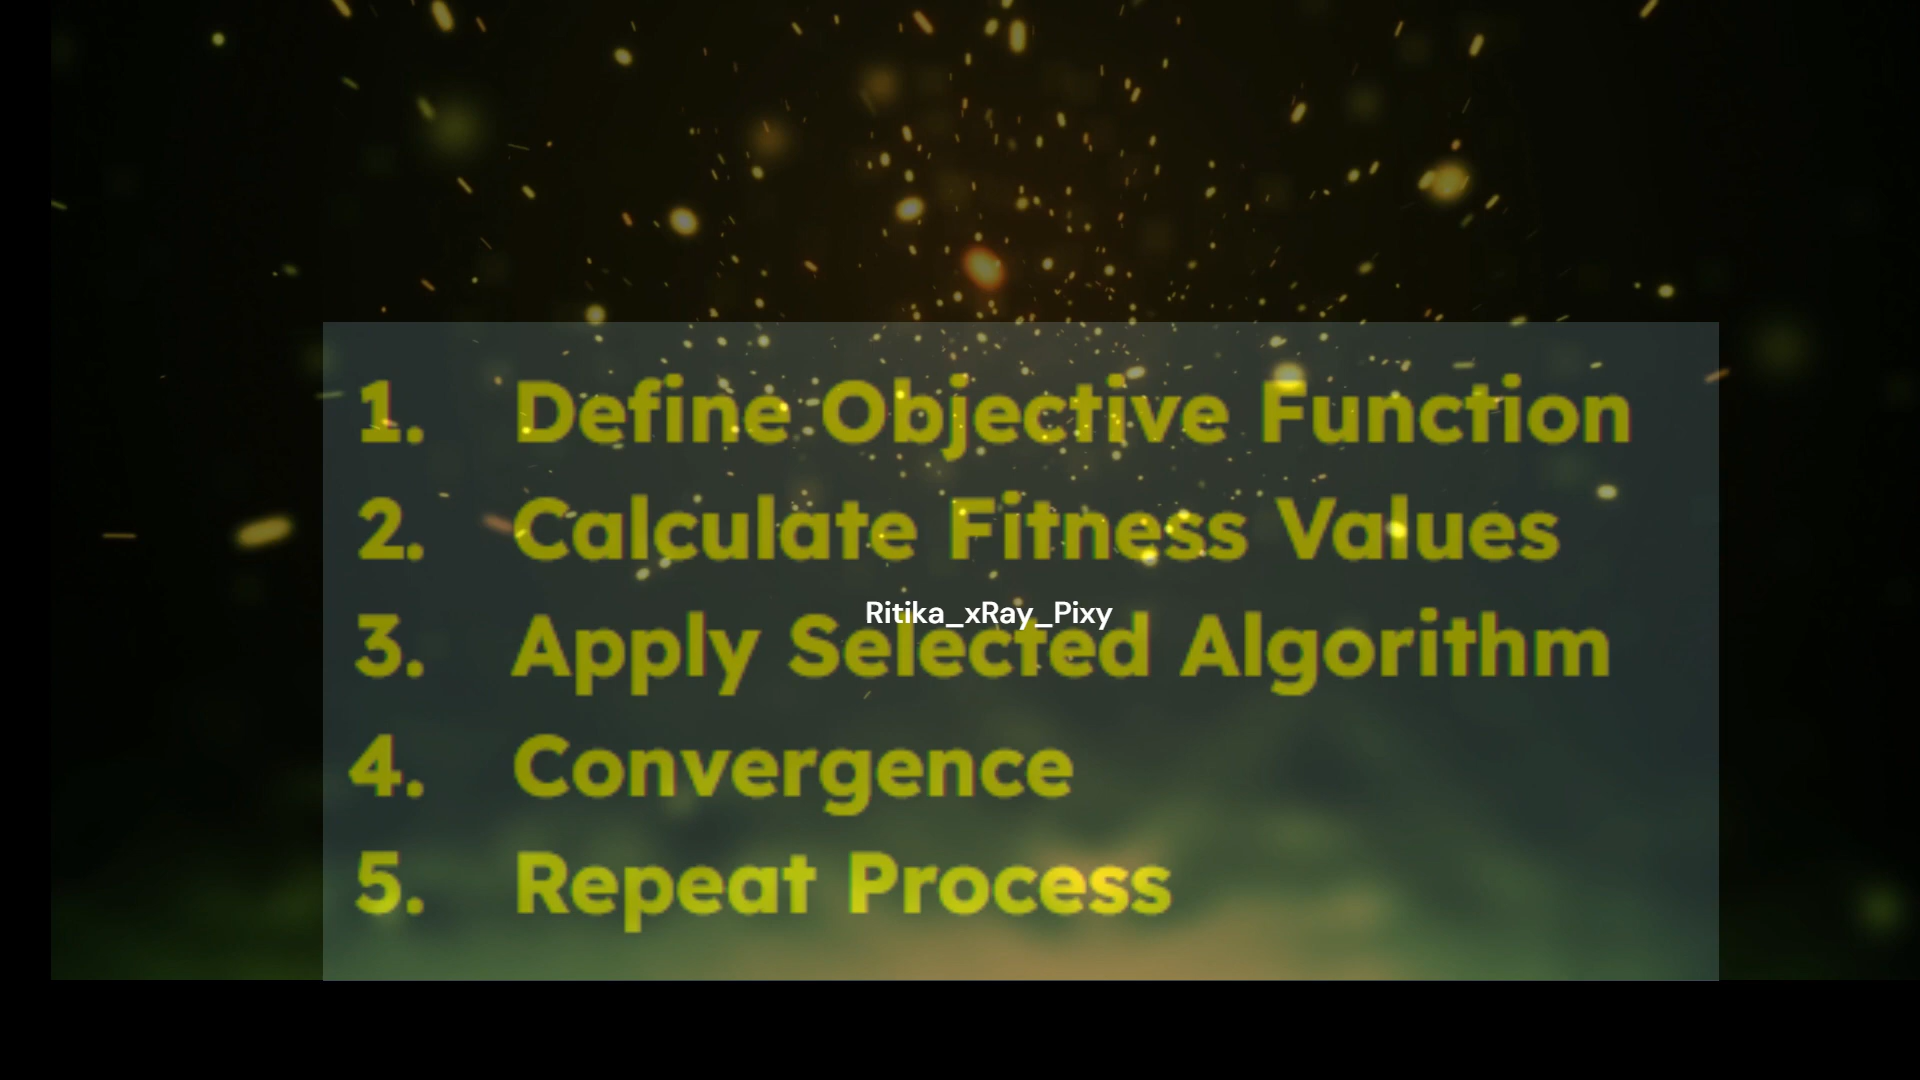 1. Define Objective Function
2. Calculate Fitness Values
Ritika_xRay_Pixy
3. Apply Selected Algorithm
4. Convergence
5. Repeat Process